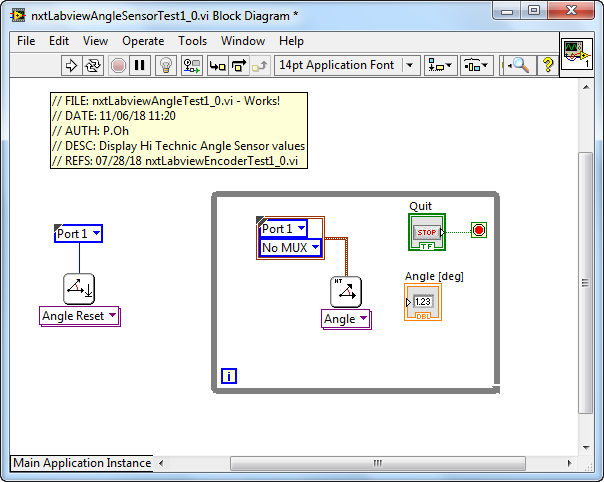 nxtLabviewAngleSensorTest1_0.vi Block Diagram *
File Edit View Operate Tools Window Help
14pt Application Font
1
// FILE: nxtLabviewAngleTest1_0.vi - Works!
// DATE: 11/06/18 11:20
// AUTH: P.Oh
// DESC: Display Hi Technic Angle Sensor values
// REFS: 07/28/18 nxtLabviewEncoderTest1_0.vi
Port 1
Angle Reset
Port 1
No MUX
HT
Angle
Quit
STOP
TF
Angle [deg]
1.23
DBL
i
Main Application Instance